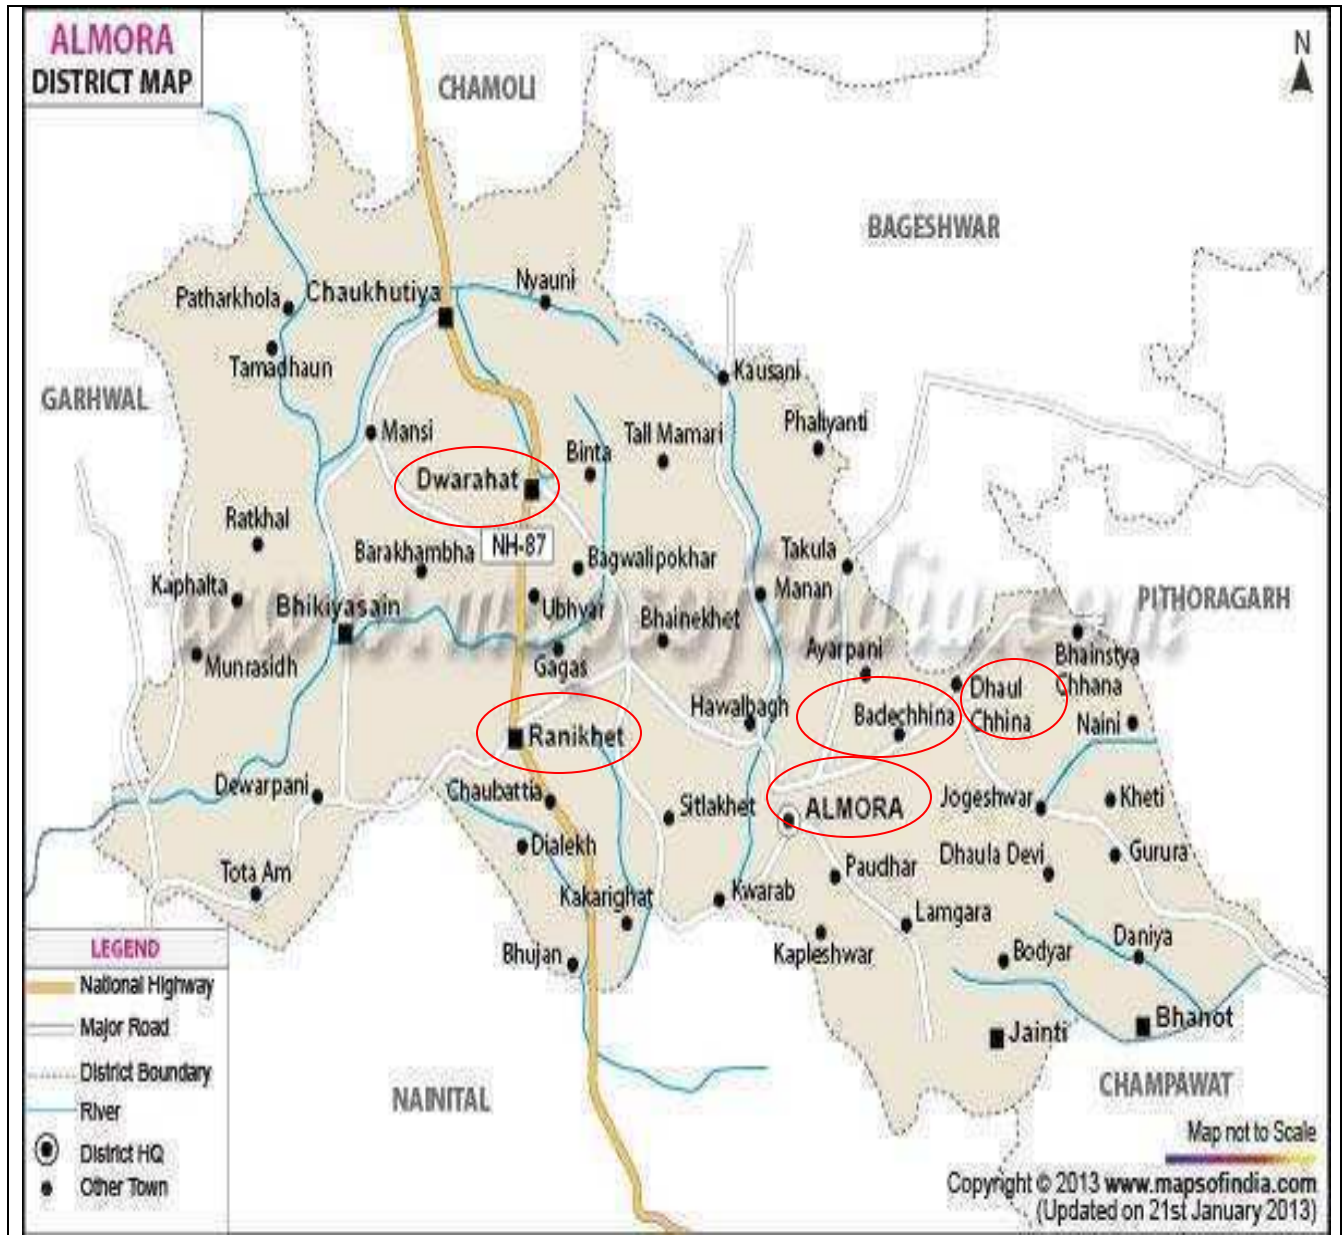 ALMORA
DISTRICT MAP
N
CHAMOLI
BAGESHWAR
Patharkhola
Chaukhutiya
Nyauni
Tamadhaun
Kausani
GARHWAL
Mansi
Tall Mamari
Phaliyanti
Binta
Dwarahat
Ratkhal
NH-87
Takula
Barakhambha
Bagwalipokhar
Kaphalta
Manan
PITHORAGARH
Bhikiyasain
Ubhyar
Bhainekhet
www.mapsofindia.com
Ayarpani
Bhainstya
Chhana
Munrasidh
Gagas
Dhaul
Chhina
Hawalbagh
Badechhina
Naini
Ranikhet
Dewarpani
Chaubattia
Sitlakhet
ALMORA
Jogeshwar
Kheti
Dialekh
Paudhar
Dhaula Devi
Gurura
Tota Am
Kakarighat
Kwarab
Lamgara
Daniya
Bhujan
Kapleshwar
Bodyar
Jainti
Bhanot
LEGEND
National Highway
Major Road
District Boundary
River
District HQ
Other Town
NAINITAL
CHAMPAWAT
Map not to Scale
Copyright © 2013 www.mapsofindia.com
(Updated on 21st January 2013)